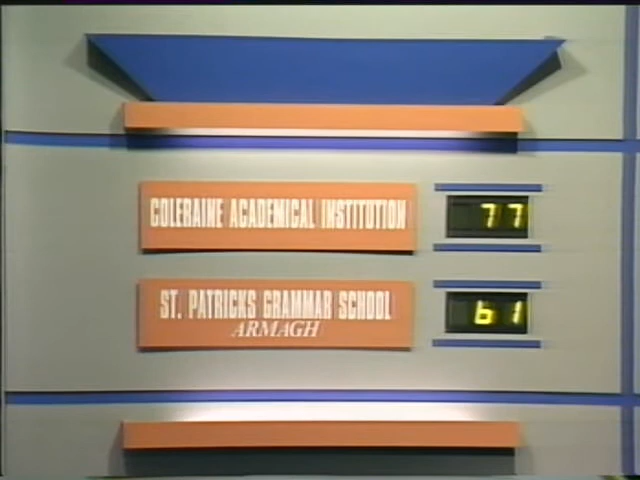 COLERAINE ACADEMICAL INSTITUTION 77
ST. PATRICKS GRAMMAR SCHOOL 61
ARMAGH